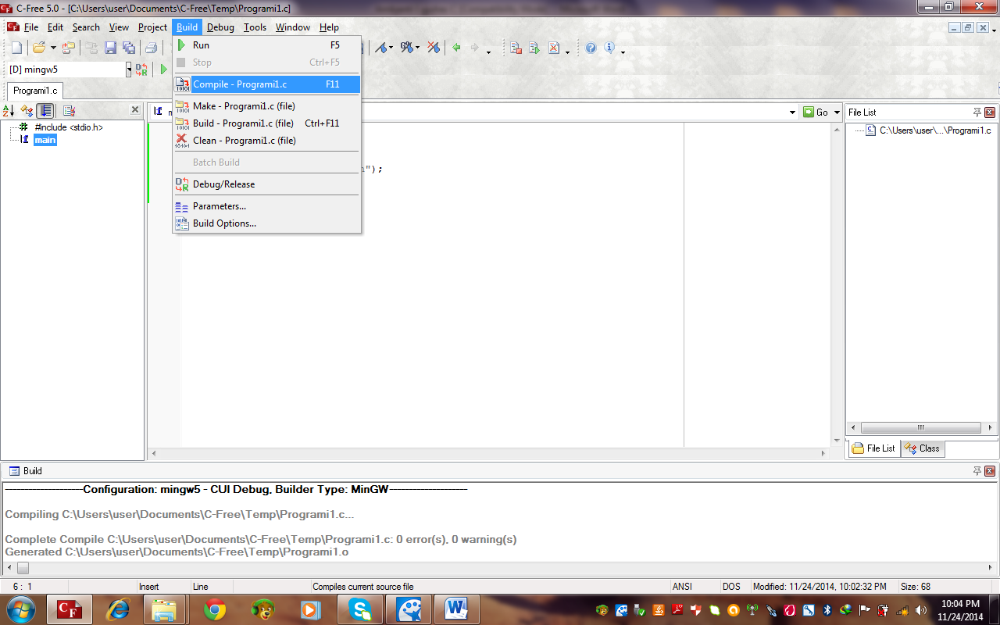 C-Free 5.0 - [C:\Users\user\Documents\C-Free\Temp\Programi1.c]
File Edit Search View Project Build Debug Tools Window Help
[D] mingw5
Programi1.c
Run F5
Stop Ctrl+F5
Compile - Programi1.c F11
Make - Programi1.c (file)
Build - Programi1.c (file) Ctrl+F11
Clean - Programi1.c (file)
Batch Build
Debug/Release
Parameters...
Build Options...
#include <stdio.h>
main
");
Go
File List
C:\Users\user\...\Programi1.c
File List Class
Build
--------------------Configuration: mingw5 - CUI Debug, Builder Type: MinGW--------------------
Compiling C:\Users\user\Documents\C-Free\Temp\Programi1.c...
Complete Compile C:\Users\user\Documents\C-Free\Temp\Programi1.c: 0 error(s), 0 warning(s)
Generated C:\Users\user\Documents\C-Free\Temp\Programi1.o
6 : 1 Insert Line Compiles current source file ANSI DOS Modified: 11/24/2014, 10:02:32 PM Size: 68
10:04 PM
11/24/2014